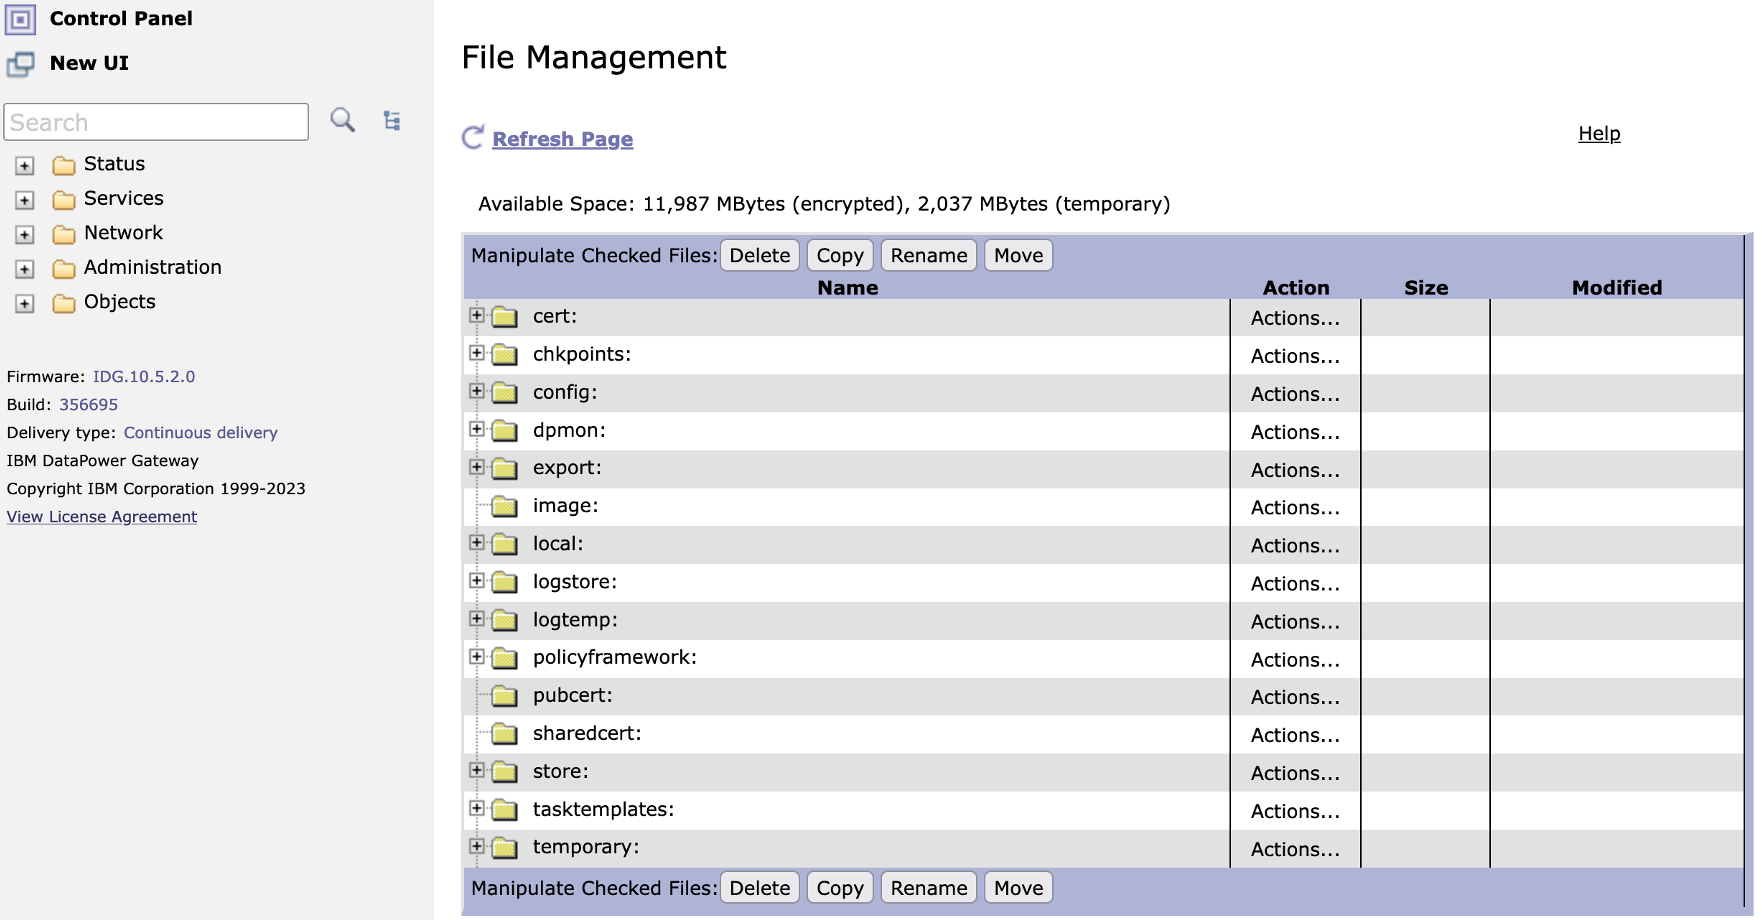 Control Panel
New UI
Search
Status
Services
Network
Administration
Objects
Firmware: IDG.10.5.2.0
Build: 356695
Delivery type: Continuous delivery
IBM DataPower Gateway
Copyright IBM Corporation 1999-2023
View License Agreement
File Management
Refresh Page
Help
Available Space: 11,987 MBytes (encrypted), 2,037 MBytes (temporary)
Manipulate Checked Files: Delete Copy Rename Move
Name Action Size Modified
cert: Actions...
chkpoints: Actions...
config: Actions...
dpmon: Actions...
export: Actions...
image: Actions...
local: Actions...
logstore: Actions...
logtemp: Actions...
policyframework: Actions...
pubcert: Actions...
sharedcert: Actions...
store: Actions...
tasktemplates: Actions...
temporary: Actions...
Manipulate Checked Files: Delete Copy Rename Move